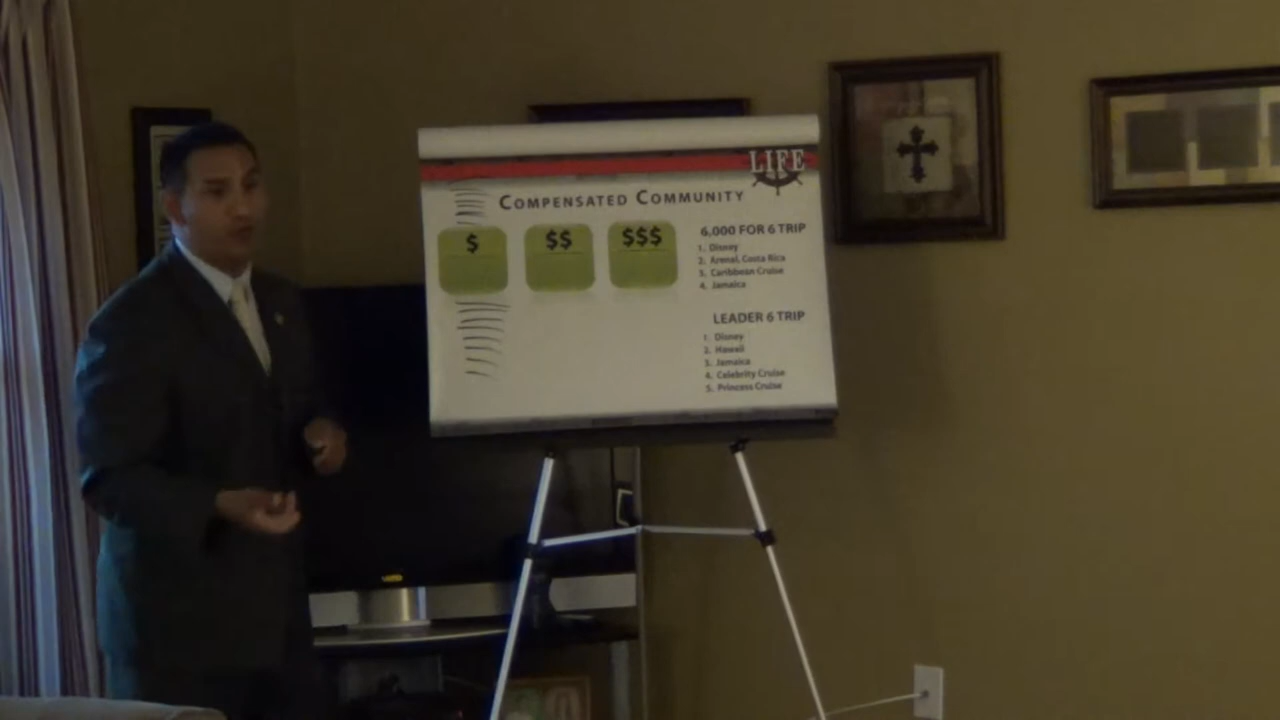 LIFE
COMPENSATED COMMUNITY
$
$$
$$$
6,000 FOR 6 TRIP
1. Disney
2. Arenal, Costa Rica
3. Caribbean Cruise
4. Jamaica
LEADER 6 TRIP
1. Disney
2. Hawaii
3. Jamaica
4. Celebrity Cruise
5. Princess Cruise
VIZIO